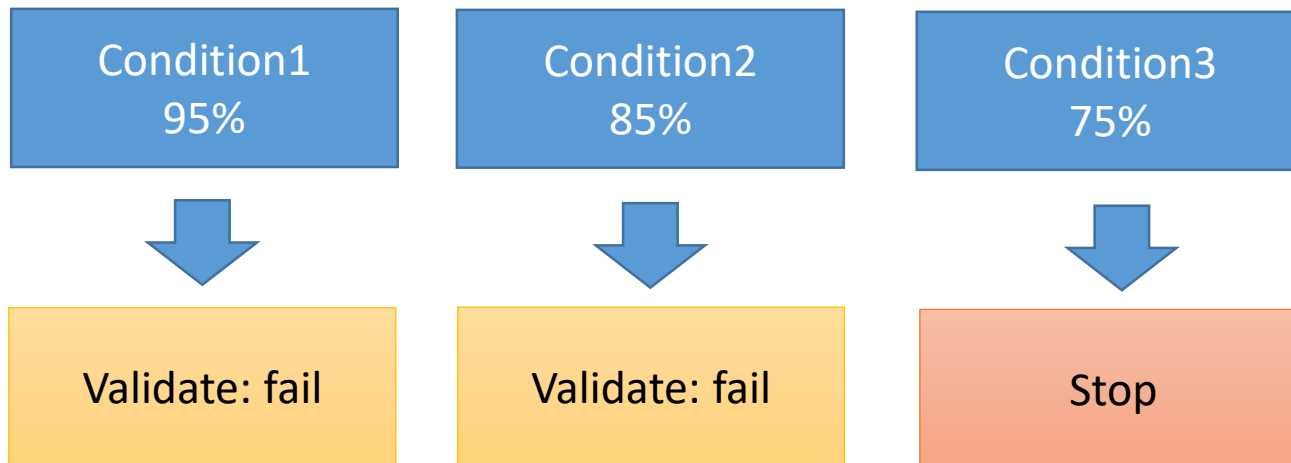 Condition1
95%
Condition2
85%
Condition3
75%
Validate: fail
Validate: fail
Stop